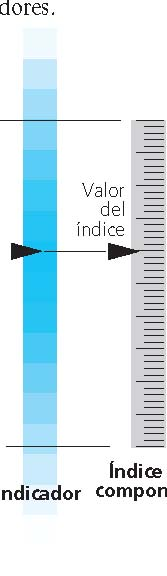 dores.
Valor
del
índice
Índice
ndicador compon